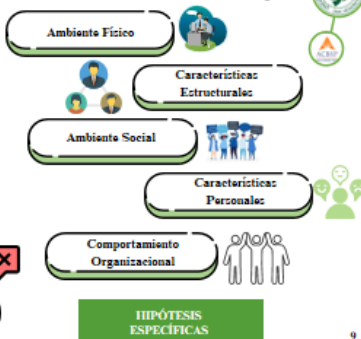 Ambiente Físico
Características
Estructurales
Ambiente Social
Características
Personales
Comportamiento
Organizacional
HIPÓTESIS
ESPECÍFICAS
9